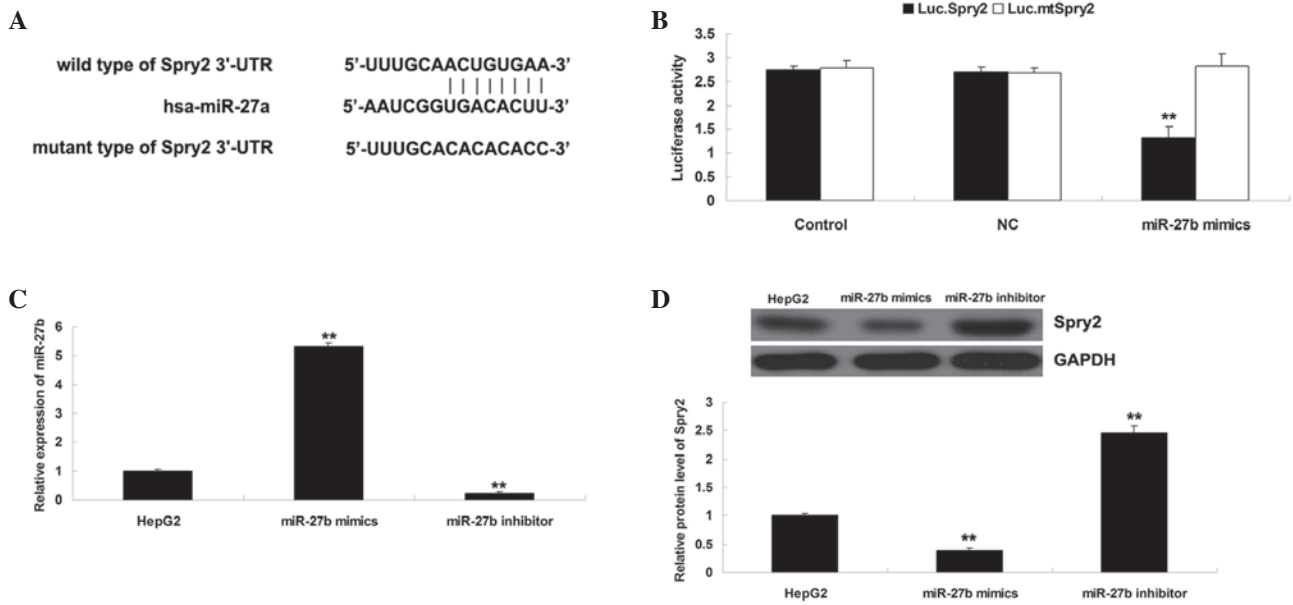 A
wild type of Spry2 3'-UTR 5'-UUUGCAACUGUGAA-3'
hsa-miR-27a 5'-AAUCGGUGACACUU-3'
mutant type of Spry2 3'-UTR 5'-UUUGCACACACACC-3'
B
Luc.Spry2 Luc.mtSpry2
Luciferase activity
3.5
3
2.5
2
1.5
1
0.5
0
**
Control NC miR-27b mimics
C
Relative expression of miR-27b
6
5
4
3
2
1
0
**
**
HepG2 miR-27b mimics miR-27b inhibitor
D
HepG2 miR-27b mimics miR-27b inhibitor
Spry2
GAPDH
Relative protein level of Spry2
3
2.5
2
1.5
1
0.5
0
**
**
HepG2 miR-27b mimics miR-27b inhibitor